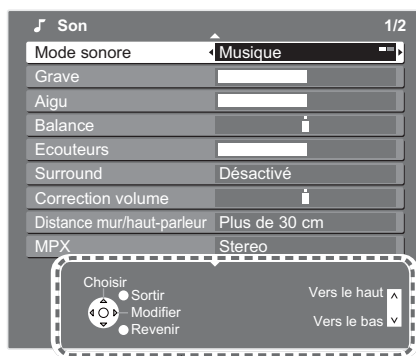 Son 1/2
Mode sonore Musique
Grave
Aigu
Balance
Ecouteurs
Surround Désactivé
Correction volume
Distance mur/haut-parleur Plus de 30 cm
MPX Stereo
Choisir
Sortir
Modifier
Revenir
Vers le haut
Vers le bas